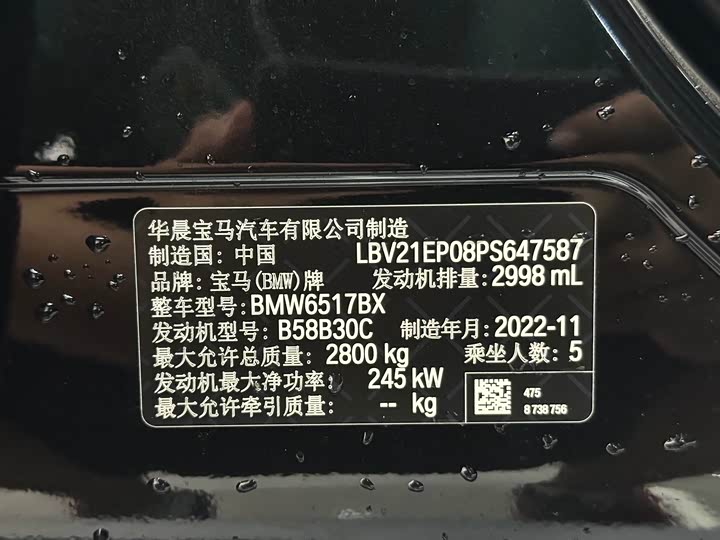 华晨宝马汽车有限公司制造
制造国: 中国 LBV21EP08PS647587
品牌: 宝马(BMW)牌 发动机排量: 2998 mL
整车型号: BMW6517BX
发动机型号: B58B30C 制造年月: 2022-11
最大允许总质量: 2800 kg 乘坐人数: 5
发动机最大净功率: 245 kW
最大允许牵引质量: -- kg
475
8 738 756